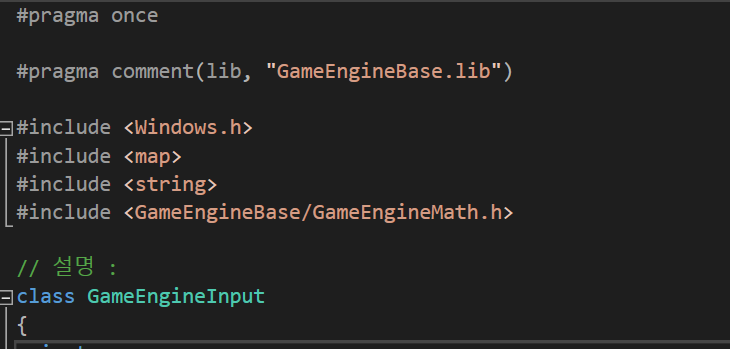 #pragma once
#pragma comment(lib, "GameEngineBase.lib")
#include <Windows.h>
#include <map>
#include <string>
#include <GameEngineBase/GameEngineMath.h>
// 설명 :
class GameEngineInput
{